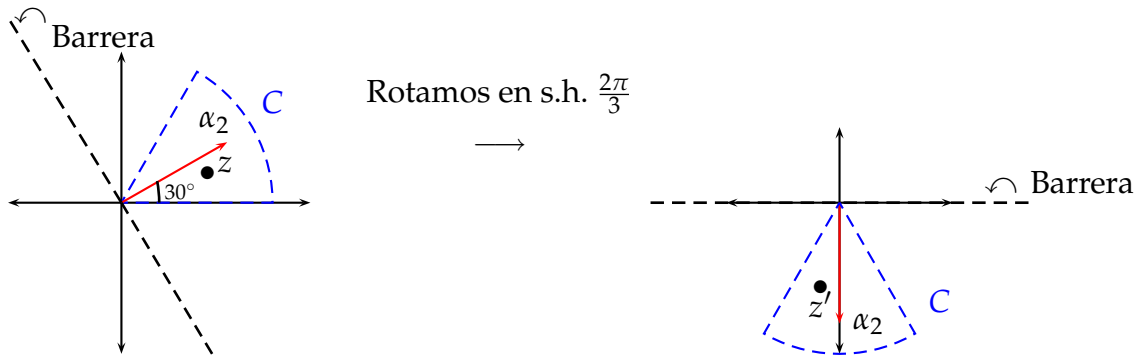 Barrera
C
α₂
z
30°
Rotamos en s.h. 2π/3
⟶
Barrera
C
z′
α₂